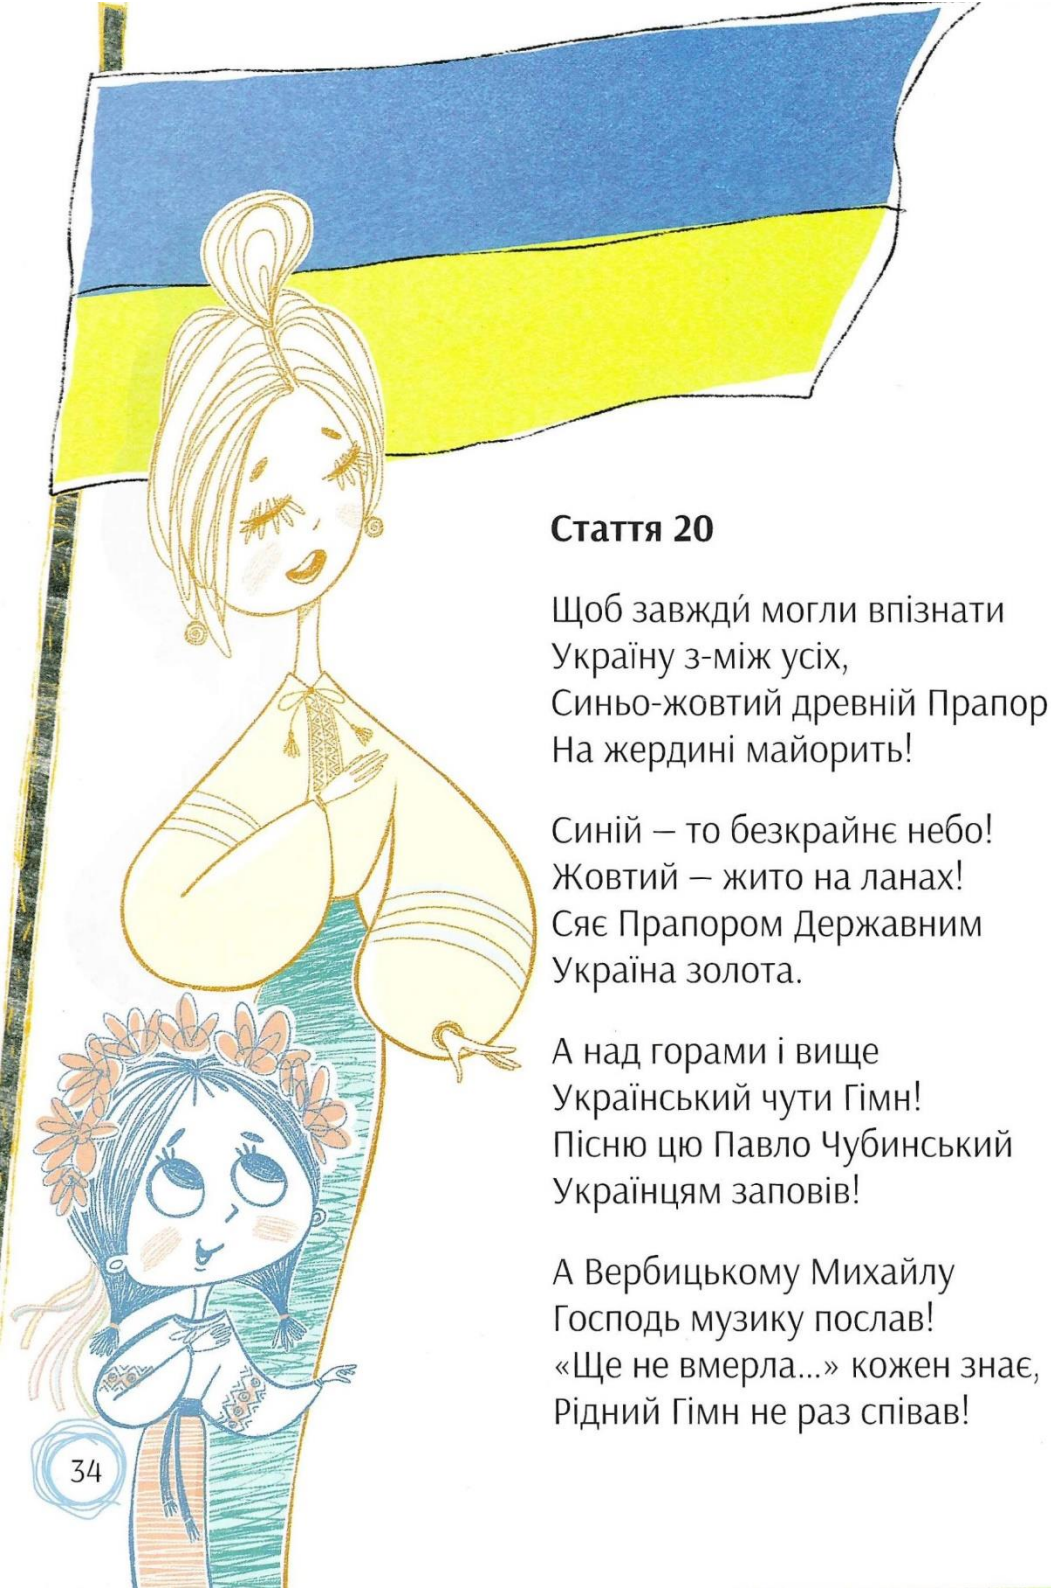 Стаття 20
Щоб завжди́ могли впізнати
Україну з-між усіх,
Синьо-жовтий древній Прапор
На жердині майорить!
Синій – то безкрайнє небо!
Жовтий – жито на ланах!
Сяє Прапором Державним
Україна золота.
А над горами і вище
Український чути Гімн!
Пісню цю Павло Чубинський
Українцям заповів!
А Вербицькому Михайлу
Господь музику послав!
«Ще не вмерла...» кожен знає,
Рідний Гімн не раз співав!
34